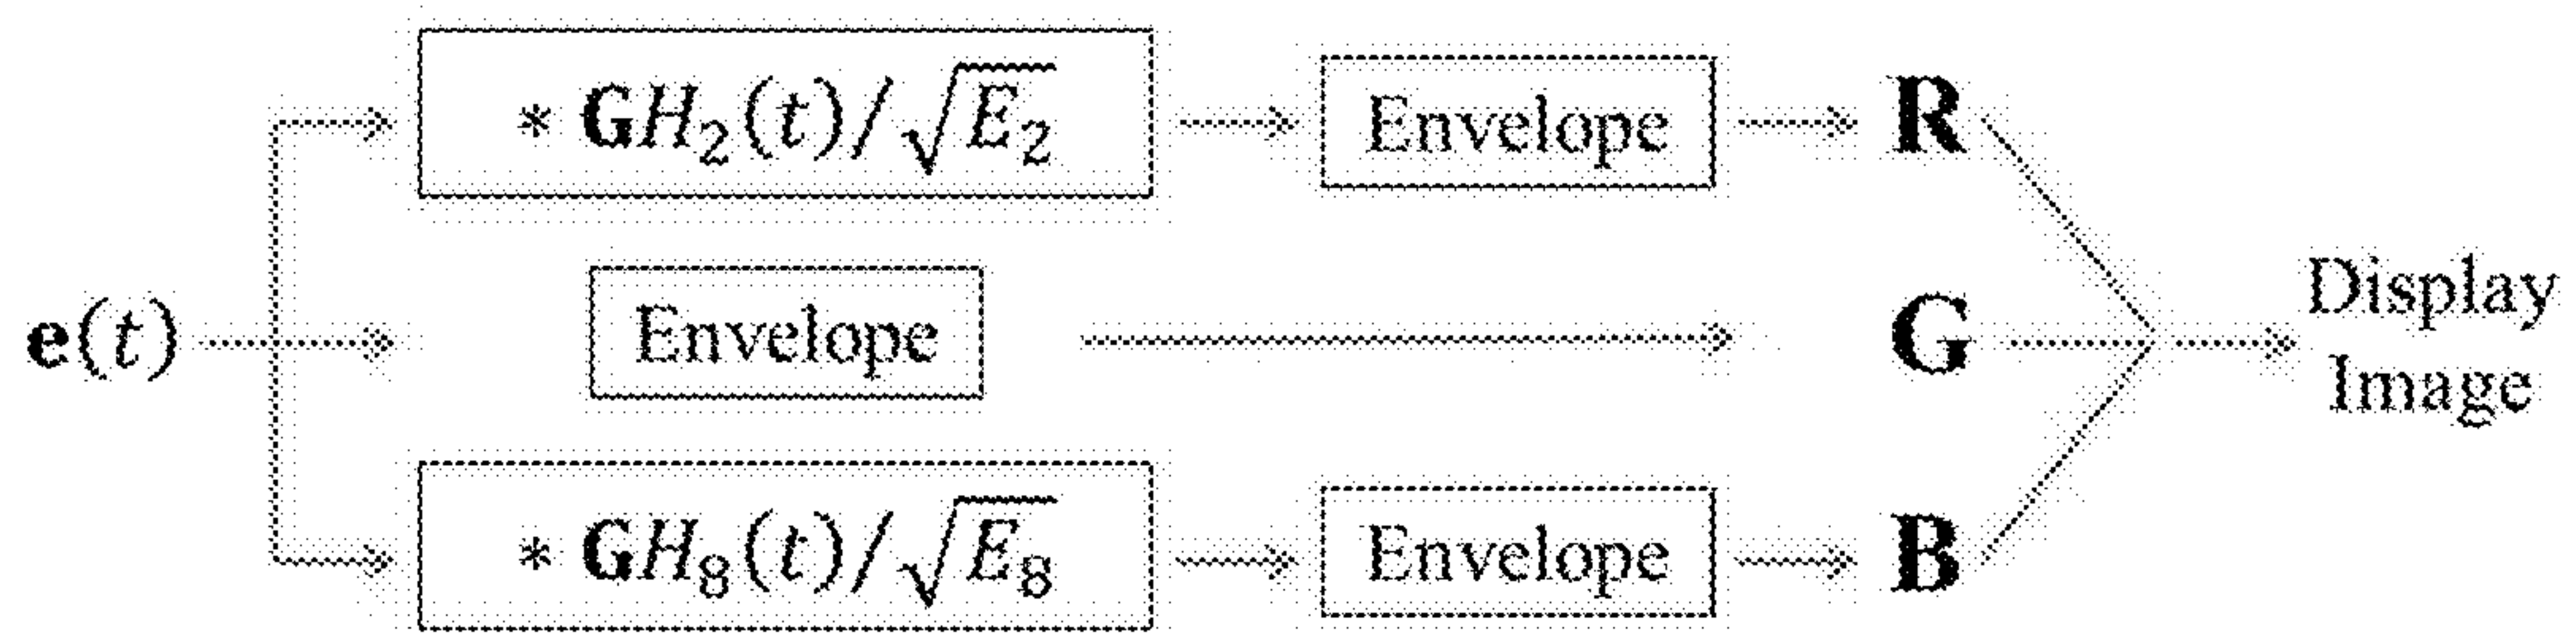 * GH₂(t)/√E₂
Envelope
R
e(t)
Envelope
G
Display
Image
* GH₈(t)/√E₈
Envelope
B